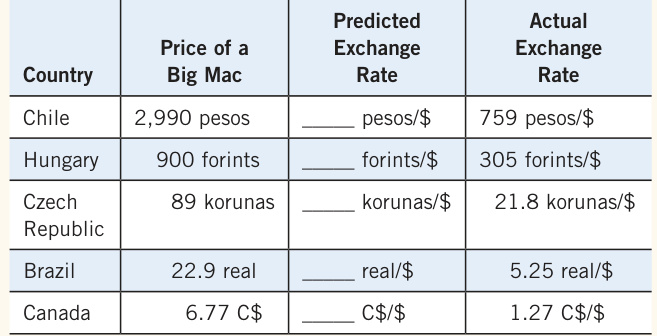 Country Price of a Big Mac Predicted Exchange Rate Actual Exchange Rate
Chile 2,990 pesos _____ pesos/$ 759 pesos/$
Hungary 900 forints _____ forints/$ 305 forints/$
Czech Republic 89 korunas _____ korunas/$ 21.8 korunas/$
Brazil 22.9 real _____ real/$ 5.25 real/$
Canada 6.77 C$ _____ C$/$ 1.27 C$/$